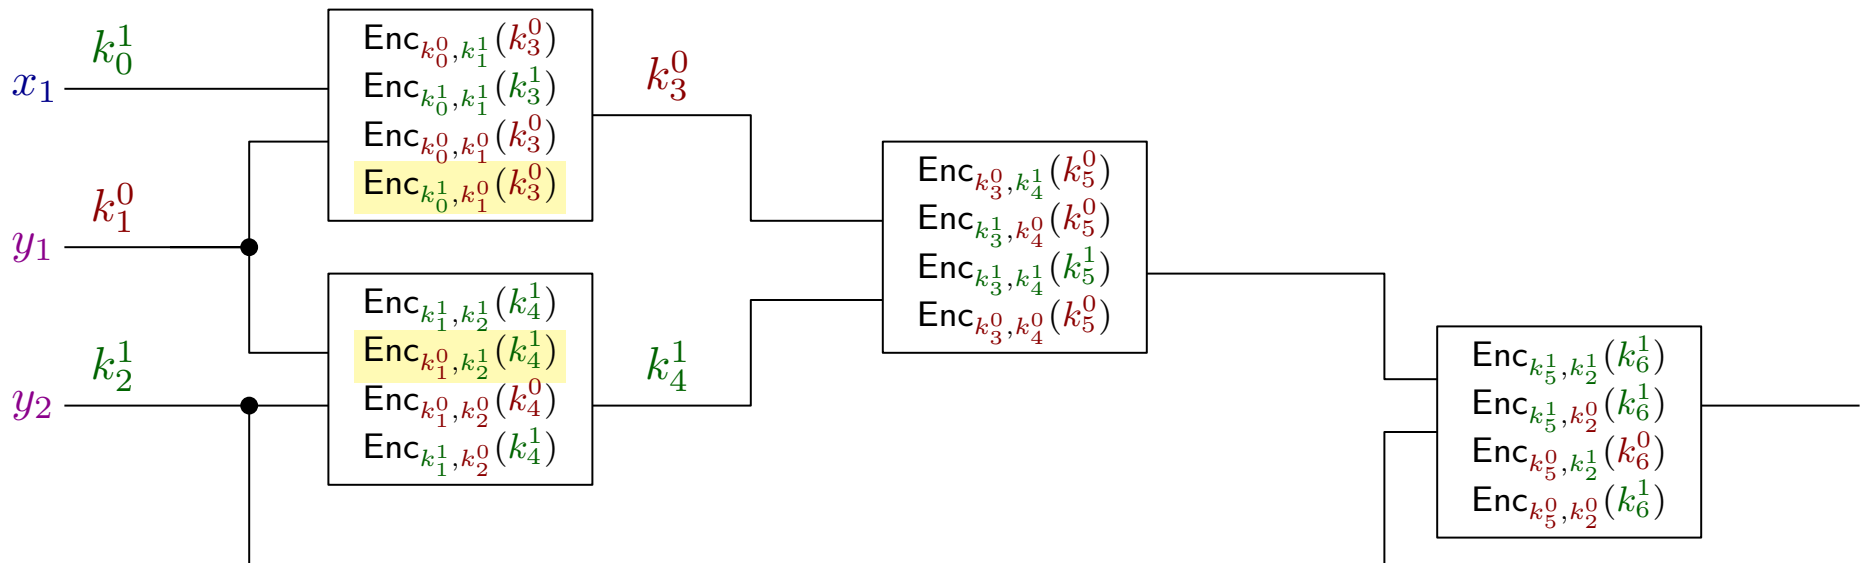 k_0^1
x_1
Enc_{k_0^0,k_1^1}(k_3^0)
Enc_{k_0^1,k_1^1}(k_3^1)
Enc_{k_0^0,k_1^0}(k_3^0)
Enc_{k_0^1,k_1^0}(k_3^0)
k_3^0
k_1^0
y_1
Enc_{k_1^1,k_2^1}(k_4^1)
Enc_{k_1^0,k_2^1}(k_4^1)
Enc_{k_1^0,k_2^0}(k_4^0)
Enc_{k_1^1,k_2^0}(k_4^1)
k_2^1
y_2
k_4^1
Enc_{k_3^0,k_4^1}(k_5^0)
Enc_{k_3^1,k_4^0}(k_5^0)
Enc_{k_3^1,k_4^1}(k_5^1)
Enc_{k_3^0,k_4^0}(k_5^0)
Enc_{k_5^1,k_2^1}(k_6^1)
Enc_{k_5^1,k_2^0}(k_6^1)
Enc_{k_5^0,k_2^1}(k_6^0)
Enc_{k_5^0,k_2^0}(k_6^1)